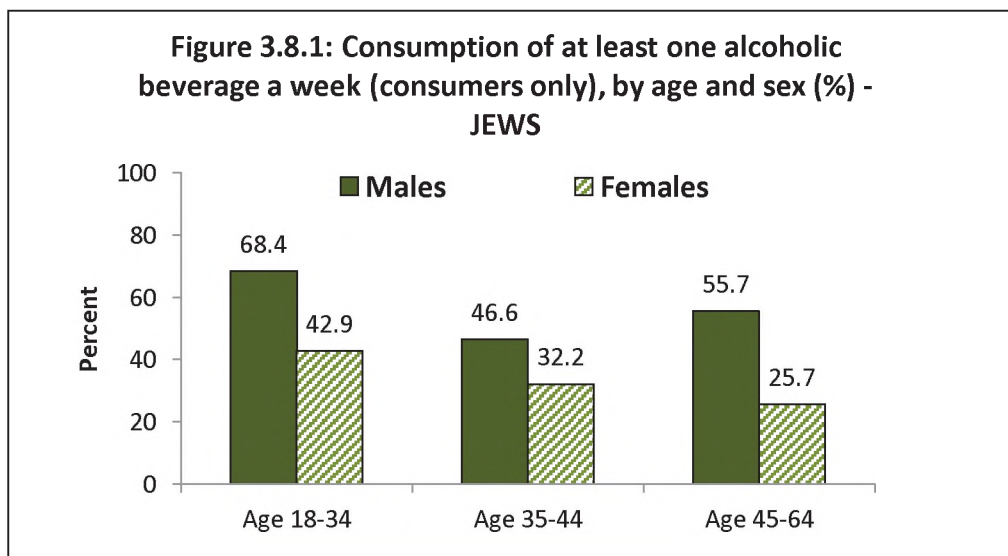 Figure 3.8.1: Consumption of at least one alcoholic
beverage a week (consumers only), by age and sex (%) -
JEWS
Males
Females
Percent
100
80
60
40
20
0
68.4
42.9
46.6
32.2
55.7
25.7
Age 18-34
Age 35-44
Age 45-64